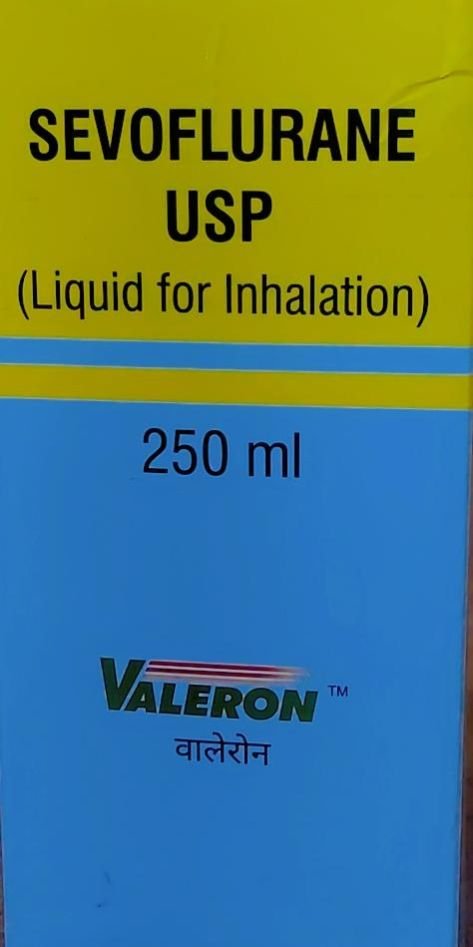 SEVOFLURANE
USP
(Liquid for Inhalation)
250 ml
VALERON ™
वालेरोन